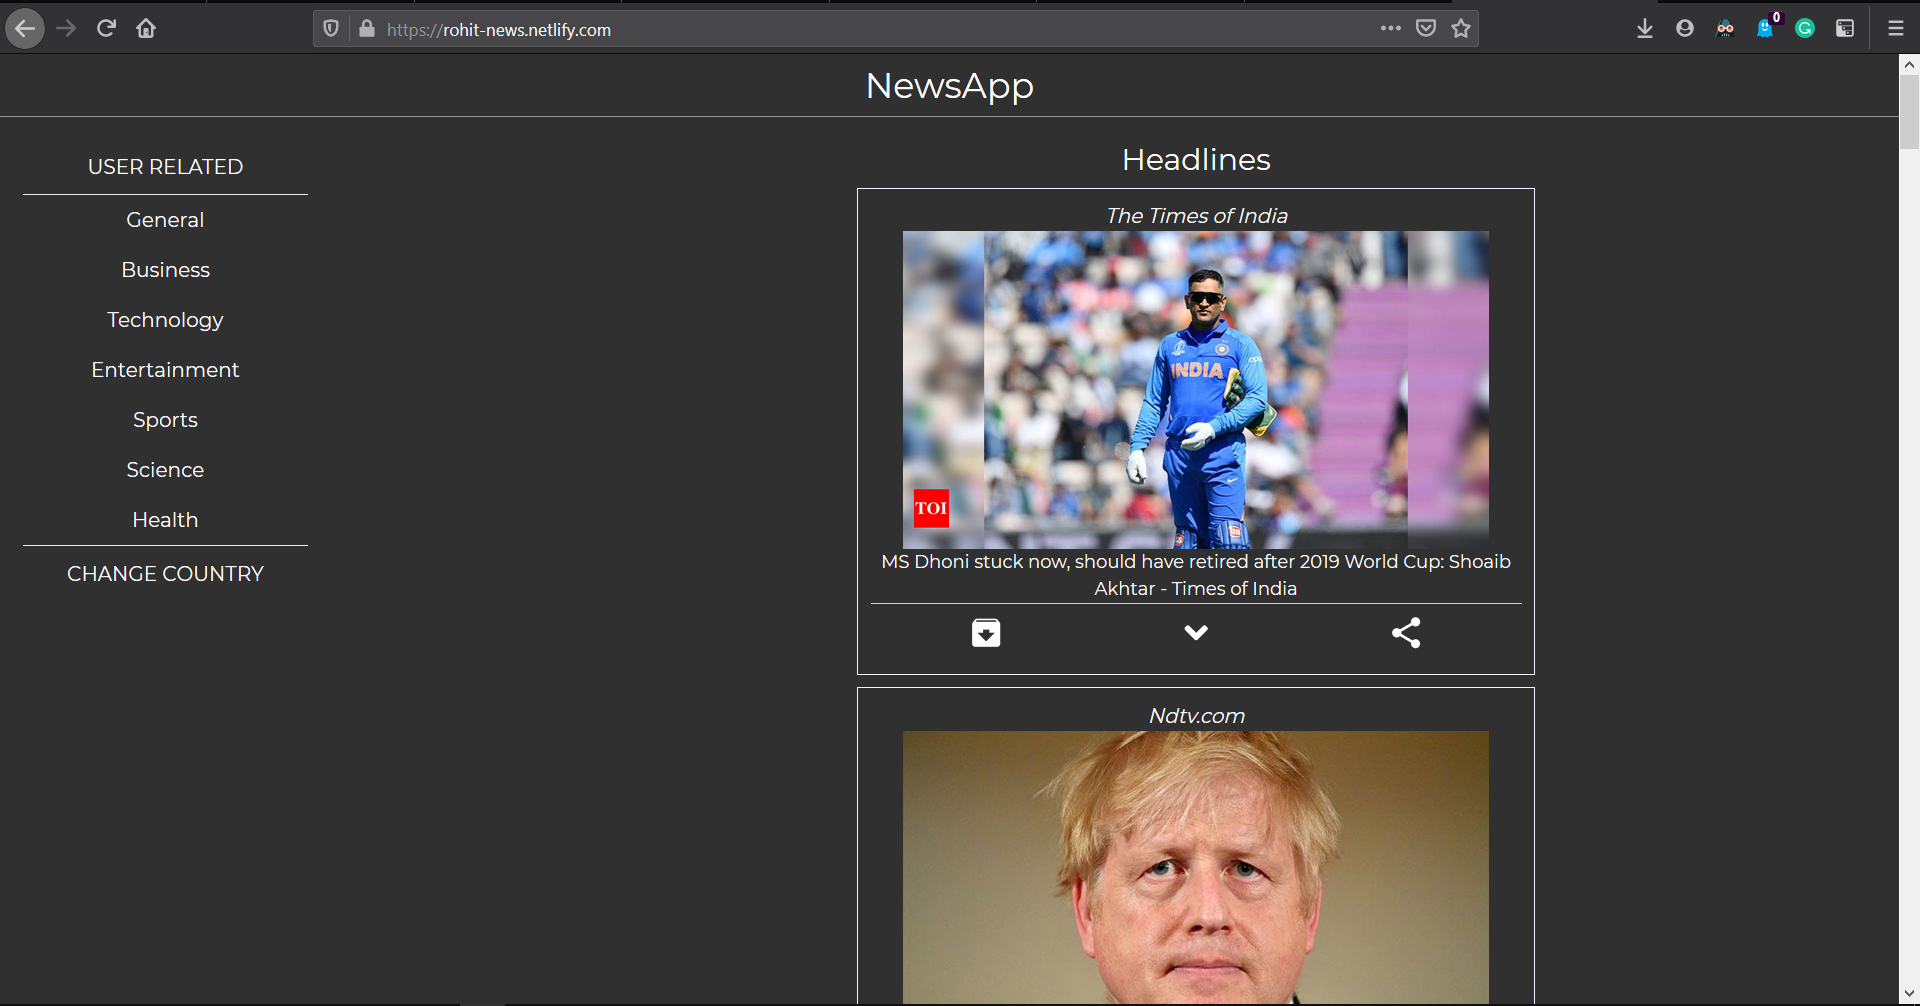 https://rohit-news.netlify.com
0
NewsApp
USER RELATED
General
Business
Technology
Entertainment
Sports
Science
Health
CHANGE COUNTRY
Headlines
The Times of India
INDIA
TOI
MS Dhoni stuck now, should have retired after 2019 World Cup: Shoaib
Akhtar - Times of India
Ndtv.com